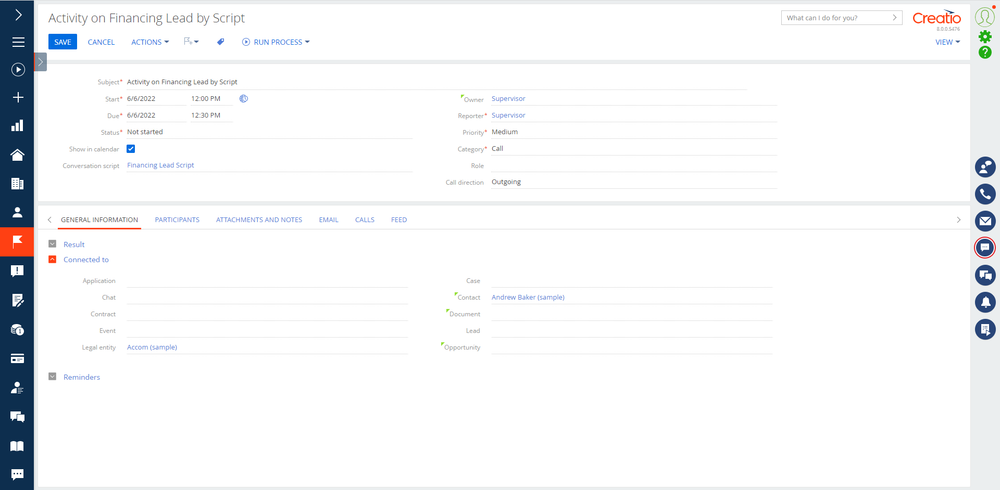 Activity on Financing Lead by Script
What can I do for you?
Creatio
8.0.0.5476
SAVE CANCEL ACTIONS RUN PROCESS VIEW
Subject* Activity on Financing Lead by Script
Start* 6/6/2022 12:00 PM
Owner Supervisor
Due* 6/6/2022 12:30 PM
Reporter* Supervisor
Status* Not started
Priority* Medium
Show in calendar
Category* Call
Conversation script Financing Lead Script
Role
Call direction Outgoing
GENERAL INFORMATION PARTICIPANTS ATTACHMENTS AND NOTES EMAIL CALLS FEED
Result
Connected to
Application
Case
Chat
Contact Andrew Baker (sample)
Contract
Document
Event
Lead
Legal entity Accom (sample)
Opportunity
Reminders